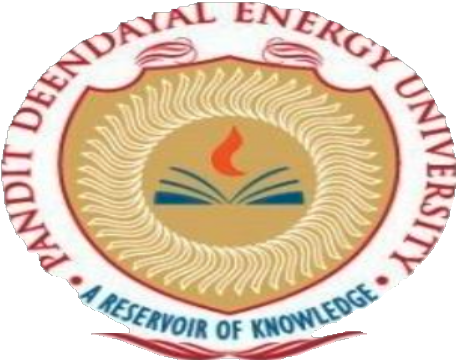 PANDIT DEENDAYAL ENERGY UNIVERSITY
A RESERVOIR OF KNOWLEDGE